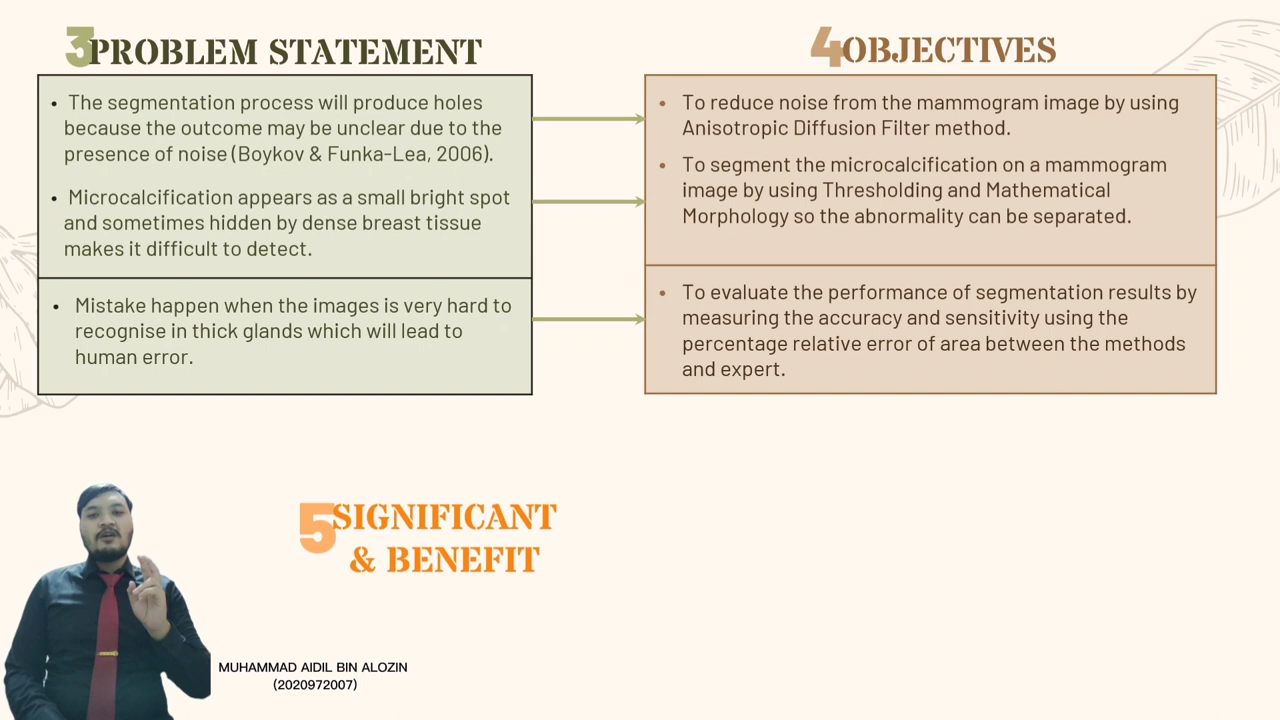 3 PROBLEM STATEMENT
• The segmentation process will produce holes
because the outcome may be unclear due to the
presence of noise (Boykov & Funka-Lea, 2006).
• Microcalcification appears as a small bright spot
and sometimes hidden by dense breast tissue
makes it difficult to detect.
• Mistake happen when the images is very hard to
recognise in thick glands which will lead to
human error.
4 OBJECTIVES
• To reduce noise from the mammogram image by using
Anisotropic Diffusion Filter method.
• To segment the microcalcification on a mammogram
image by using Thresholding and Mathematical
Morphology so the abnormality can be separated.
• To evaluate the performance of segmentation results by
measuring the accuracy and sensitivity using the
percentage relative error of area between the methods
and expert.
5 SIGNIFICANT
& BENEFIT
MUHAMMAD AIDIL BIN ALOZIN
(2020972007)